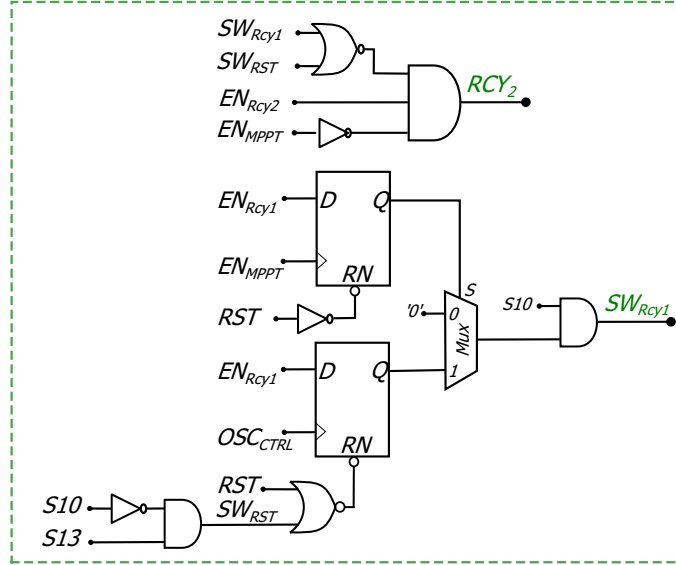 SW_Rcy1
SW_RST
EN_Rcy2
EN_MPPT
RCY_2
EN_Rcy1
D
Q
EN_MPPT
RN
RST
S
'0'
0
Mux
1
S10
SW_Rcy1
EN_Rcy1
D
Q
OSC_CTRL
RN
RST
S10
SW_RST
S13